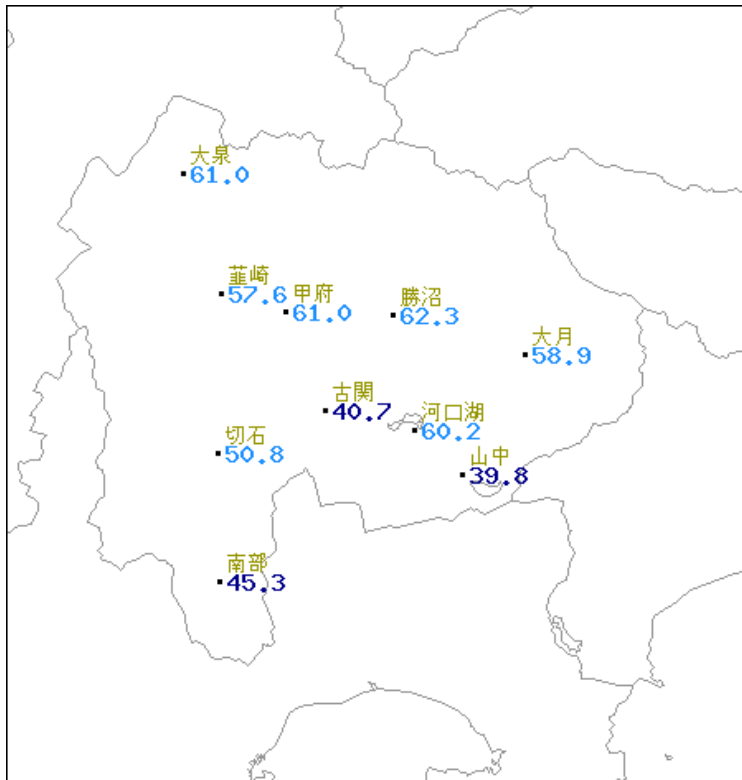 大泉
61.0
韮崎
57.6
甲府
61.0
勝沼
62.3
大月
58.9
古関
40.7
河口湖
60.2
切石
50.8
山中
39.8
南部
45.3